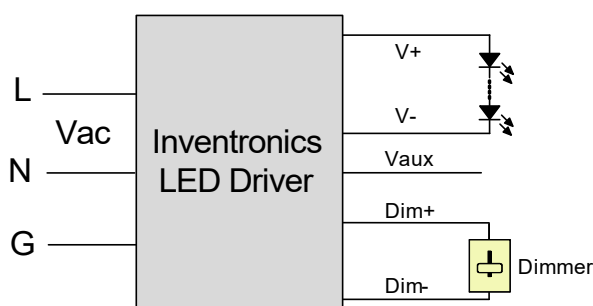 L
Vac
N
G
Inventronics
LED Driver
V+
V-
Vaux
Dim+
Dim-
Dimmer